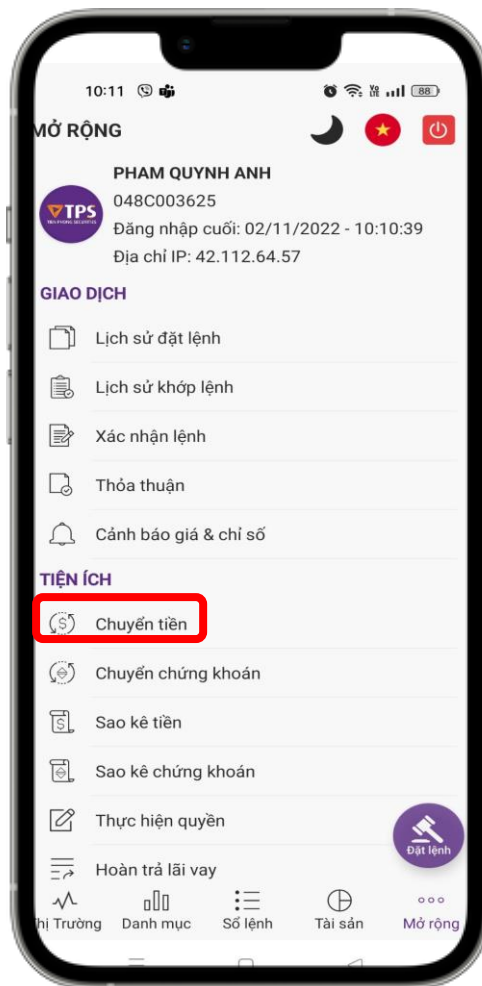 10:11
88
MỞ RỘNG
PHAM QUYNH ANH
048C003625
TPS
Đăng nhập cuối: 02/11/2022 - 10:10:39
Địa chỉ IP: 42.112.64.57
GIAO DỊCH
Lịch sử đặt lệnh
Lịch sử khớp lệnh
Xác nhận lệnh
Thỏa thuận
Cảnh báo giá & chỉ số
TIỆN ÍCH
Chuyển tiền
Chuyển chứng khoán
Sao kê tiền
Sao kê chứng khoán
Thực hiện quyền
Đặt lệnh
Hoàn trả lãi vay
hị Trường Danh mục Sổ lệnh Tài sản Mở rộng